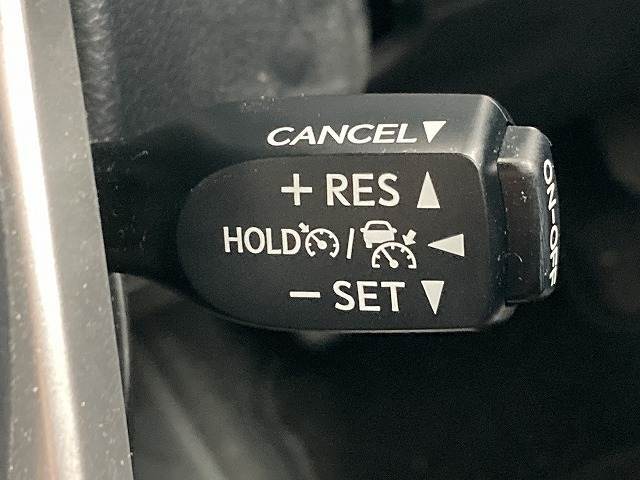 CANCEL▼
+ RES ▲
HOLD / ◀
− SET ▼
ON-OFF